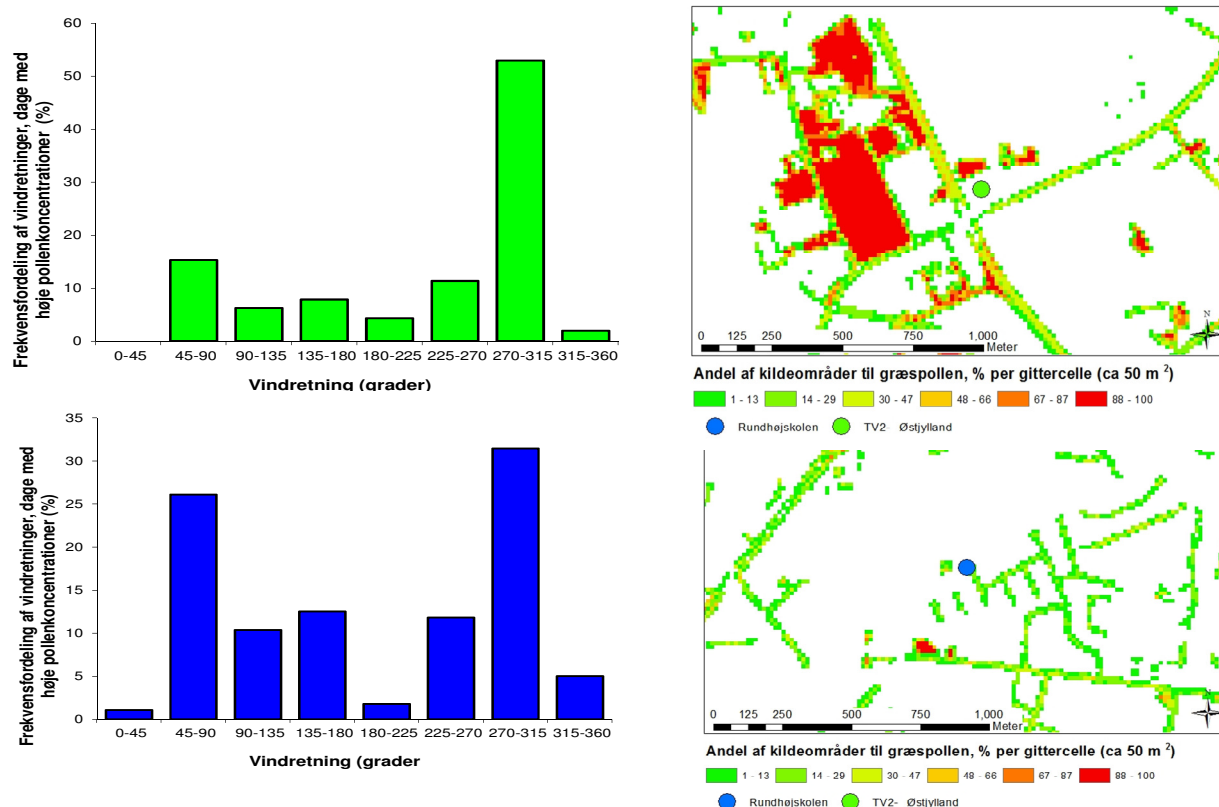 Frekvensfordeling af vindretninger, dage med
høje pollenkoncentrationer (%)
60
50
40
30
20
10
0
0-45 45-90 90-135 135-180 180-225 225-270 270-315 315-360
Vindretning (grader)
N
0 125 250 500 750 1,000
Meter
Andel af kildeområder til græspollen, % per gittercelle (ca 50 m 2)
1 - 13 14 - 29 30 - 47 48 - 66 67 - 87 88 - 100
Rundhøjskolen TV2- Østjylland
Frekvensfordeling af vindretninger, dage med
høje pollenkoncentrationer (%)
35
30
25
20
15
10
5
0
0-45 45-90 90-135 135-180 180-225 225-270 270-315 315-360
Vindretning (grader
N
0 125 250 500 750 1,000
Meter
Andel af kildeområder til græspollen, % per gittercelle (ca 50 m 2)
1 - 13 14 - 29 30 - 47 48 - 66 67 - 87 88 - 100
Rundhøjskolen TV2- Østjylland